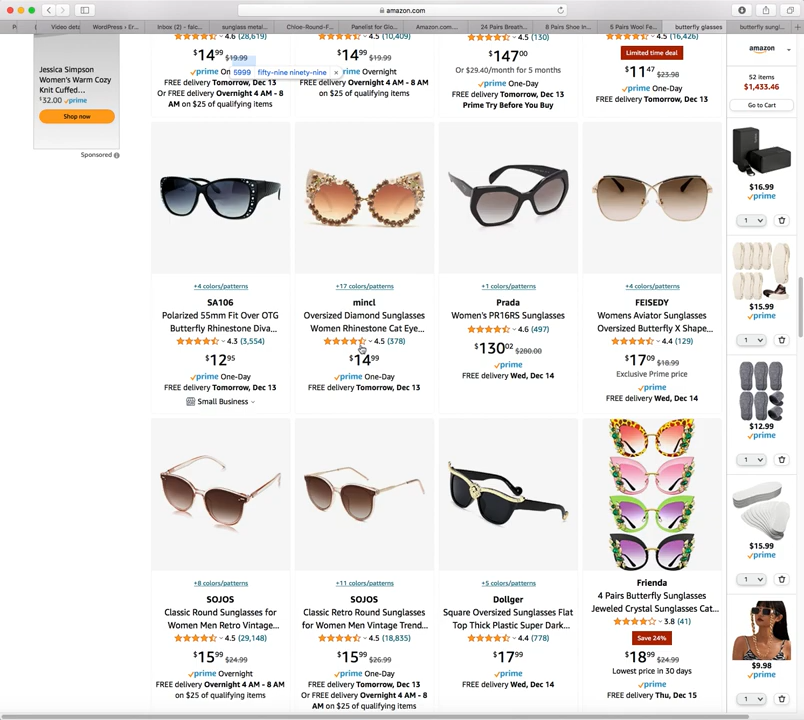 amazon.com
Video deta
WordPress ‹ Er...
Inbox (2) - falc...
sunglass metal...
Chloe-Round-F...
Panelist for Glo...
Amazon.com...
24 Pairs Breath...
8 Pairs Shoe In...
5 Pairs Wool Fe...
butterfly glasses
butterfly sungl...
Jessica Simpson
Women's Warm Cozy
Knit Cuffed...
$32.00 prime
Shop now
Sponsored
4.6 (28,619)
$14.99 $19.99
prime On
5999 fifty-nine ninety-nine ×
FREE delivery Tomorrow, Dec 13
Or FREE delivery Overnight 4 AM - 8
AM on $25 of qualifying items
4.5 (10,409)
$14.99 $19.99
Overnight
FREE delivery Overnight 4 AM - 8 AM
on $25 of qualifying items
4.5 (130)
$147.00
Or $29.40/month for 5 months
prime One-Day
FREE delivery Tomorrow, Dec 13
Prime Try Before You Buy
4.5 (16,426)
Limited time deal
$11.47 $23.98
prime One-Day
FREE delivery Tomorrow, Dec 13
+4 colors/patterns
SA106
Polarized 55mm Fit Over OTG
Butterfly Rhinestone Diva...
4.3 (3,554)
$12.95
prime One-Day
FREE delivery Tomorrow, Dec 13
Small Business
+17 colors/patterns
mincl
Oversized Diamond Sunglasses
Women Rhinestone Cat Eye...
4.5 (378)
$14.99
prime One-Day
FREE delivery Tomorrow, Dec 13
+1 colors/patterns
Prada
Women's PR16RS Sunglasses
4.6 (497)
$130.02 $280.00
prime
FREE delivery Wed, Dec 14
+4 colors/patterns
FEISEDY
Womens Aviator Sunglasses
Oversized Butterfly X Shape...
4.4 (129)
$17.09 $18.99
Exclusive Prime price
prime
FREE delivery Wed, Dec 14
+8 colors/patterns
SOJOS
Classic Round Sunglasses for
Women Men Retro Vintage...
4.5 (29,148)
$15.99 $24.99
prime Overnight
FREE delivery Overnight 4 AM - 8 AM
on $25 of qualifying items
+11 colors/patterns
SOJOS
Classic Retro Round Sunglasses
for Women Men Vintage Trend...
4.5 (18,835)
$15.99 $26.99
prime One-Day
FREE delivery Tomorrow, Dec 13
Or FREE delivery Overnight 4 AM - 8
AM on $25 of qualifying items
+5 colors/patterns
Dollger
Square Oversized Sunglasses Flat
Top Thick Plastic Super Dark...
4.4 (778)
$17.99
prime
FREE delivery Wed, Dec 14
Frienda
4 Pairs Butterfly Sunglasses
Jeweled Crystal Sunglasses Cat...
3.8 (41)
Save 24%
$18.99 $24.99
Lowest price in 30 days
prime
FREE delivery Thu, Dec 15
amazon
52 items
$1,433.46
Go to Cart
$16.99
prime
1
$15.99
prime
1
$12.99
prime
1
$15.99
prime
1
$9.98
prime
1